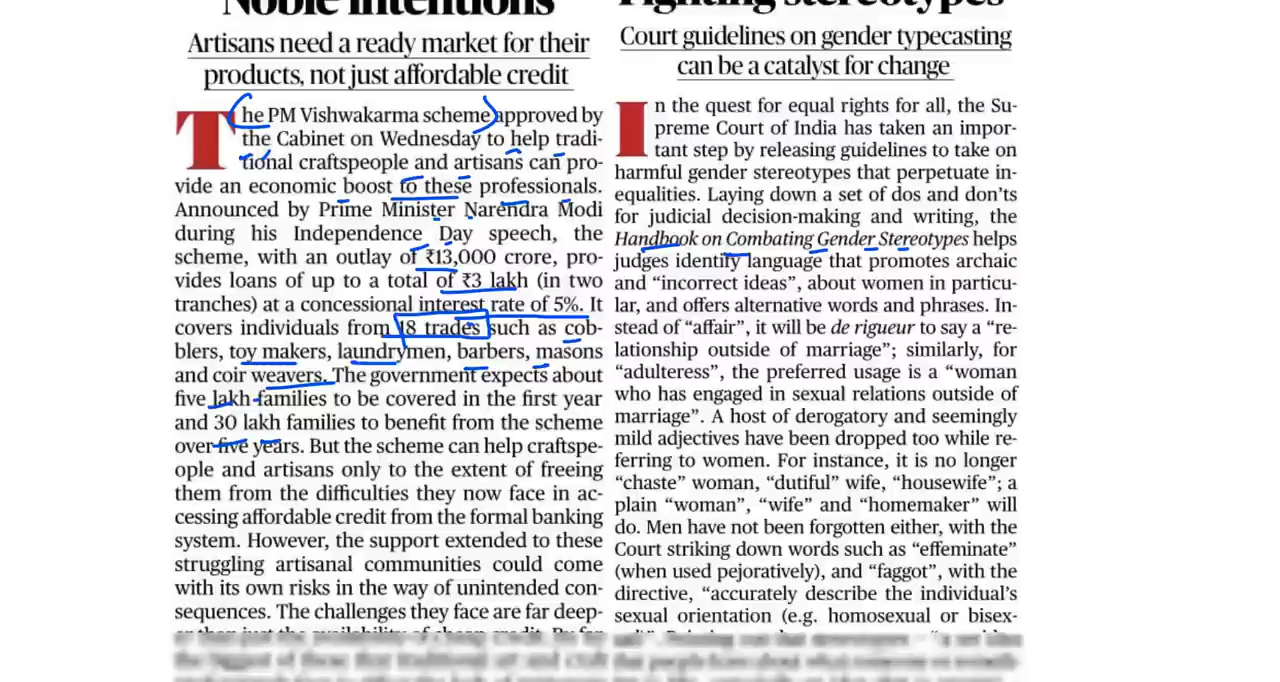 Noble intentions
Artisans need a ready market for their
products, not just affordable credit
The PM Vishwakarma scheme approved by
the Cabinet on Wednesday to help tradi-
tional craftspeople and artisans can pro-
vide an economic boost to these professionals.
Announced by Prime Minister Narendra Modi
during his Independence Day speech, the
scheme, with an outlay of ₹13,000 crore, pro-
vides loans of up to a total of ₹3 lakh (in two
tranches) at a concessional interest rate of 5%. It
covers individuals from 18 trades such as cob-
blers, toy makers, laundrymen, barbers, masons
and coir weavers. The government expects about
five lakh families to be covered in the first year
and 30 lakh families to benefit from the scheme
over five years. But the scheme can help craftspe-
ople and artisans only to the extent of freeing
them from the difficulties they now face in ac-
cessing affordable credit from the formal banking
system. However, the support extended to these
struggling artisanal communities could come
with its own risks in the way of unintended con-
sequences. The challenges they face are far deep-
er than just the availability of cheap credit. By far
Fighting stereotypes
Court guidelines on gender typecasting
can be a catalyst for change
In the quest for equal rights for all, the Su-
preme Court of India has taken an impor-
tant step by releasing guidelines to take on
harmful gender stereotypes that perpetuate in-
equalities. Laying down a set of dos and don'ts
for judicial decision-making and writing, the
Handbook on Combating Gender Stereotypes helps
judges identify language that promotes archaic
and “incorrect ideas”, about women in particu-
lar, and offers alternative words and phrases. In-
stead of “affair”, it will be de rigueur to say a “re-
lationship outside of marriage”; similarly, for
“adulteress”, the preferred usage is a “woman
who has engaged in sexual relations outside of
marriage”. A host of derogatory and seemingly
mild adjectives have been dropped too while re-
ferring to women. For instance, it is no longer
“chaste” woman, “dutiful” wife, “housewife”; a
plain “woman”, “wife” and “homemaker” will
do. Men have not been forgotten either, with the
Court striking down words such as “effeminate”
(when used pejoratively), and “faggot”, with the
directive, “accurately describe the individual's
sexual orientation (e.g. homosexual or bisex-